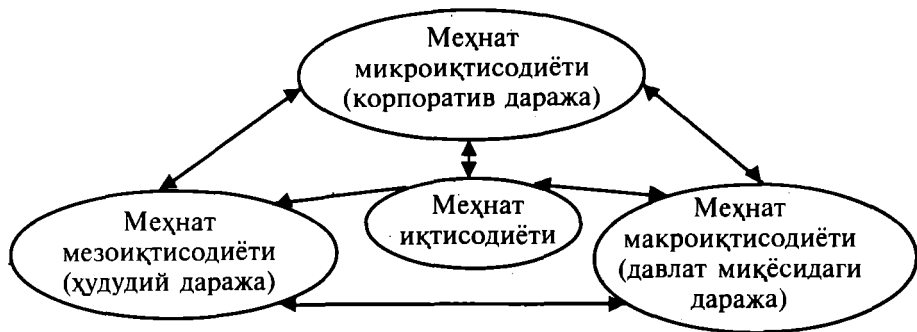 Меҳнат
микроиқтисодиёти
(корпоратив даража)
Меҳнат
мезоиқтисодиёти
(ҳудудий даража)
Меҳнат
иқтисодиёти
Меҳнат
макроиқтисодиёти
(давлат миқёсидаги
даража)